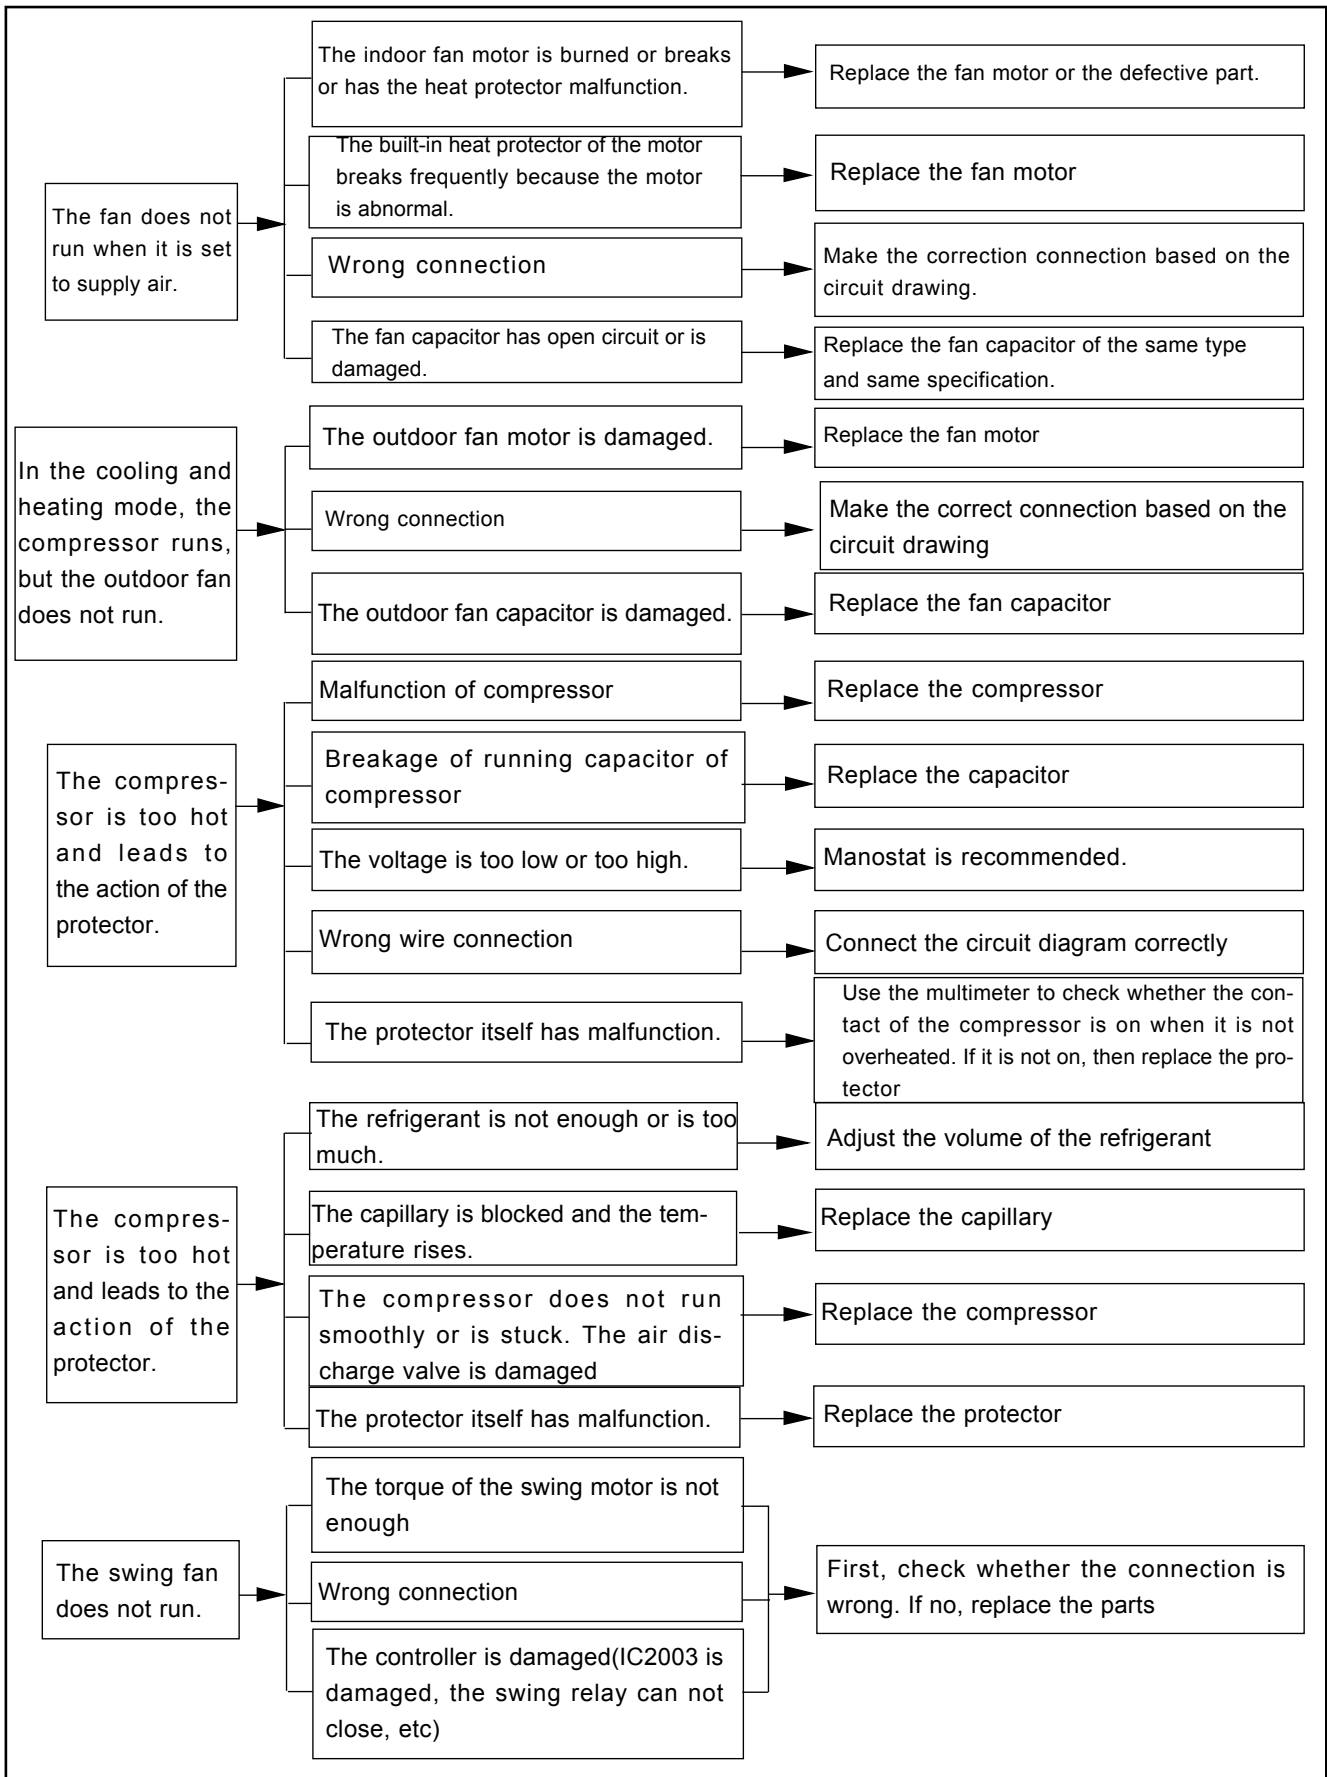 The indoor fan motor is burned or breaks
or has the heat protector malfunction.
Replace the fan motor or the defective part.
The built-in heat protector of the motor
breaks frequently because the motor
is abnormal.
Replace the fan motor
The fan does not
run when it is set
to supply air.
Wrong connection
Make the correction connection based on the
circuit drawing.
The fan capacitor has open circuit or is
damaged.
Replace the fan capacitor of the same type
and same specification.
In the cooling and
heating mode, the
compressor runs,
but the outdoor fan
does not run.
The outdoor fan motor is damaged.
Replace the fan motor
Wrong connection
Make the correct connection based on the
circuit drawing
The outdoor fan capacitor is damaged.
Replace the fan capacitor
The compres-
sor is too hot
and leads to
the action of the
protector.
Malfunction of compressor
Replace the compressor
Breakage of running capacitor of
compressor
Replace the capacitor
The voltage is too low or too high.
Manostat is recommended.
Wrong wire connection
Connect the circuit diagram correctly
The protector itself has malfunction.
Use the multimeter to check whether the con-
tact of the compressor is on when it is not
overheated. If it is not on, then replace the pro-
tector
The compres-
sor is too hot
and leads to the
action of the
protector.
The refrigerant is not enough or is too
much.
Adjust the volume of the refrigerant
The capillary is blocked and the tem-
perature rises.
Replace the capillary
The compressor does not run
smoothly or is stuck. The air dis-
charge valve is damaged
Replace the compressor
The protector itself has malfunction.
Replace the protector
The swing fan
does not run.
The torque of the swing motor is not
enough
Wrong connection
The controller is damaged(IC2003 is
damaged, the swing relay can not
close, etc)
First, check whether the connection is
wrong. If no, replace the parts